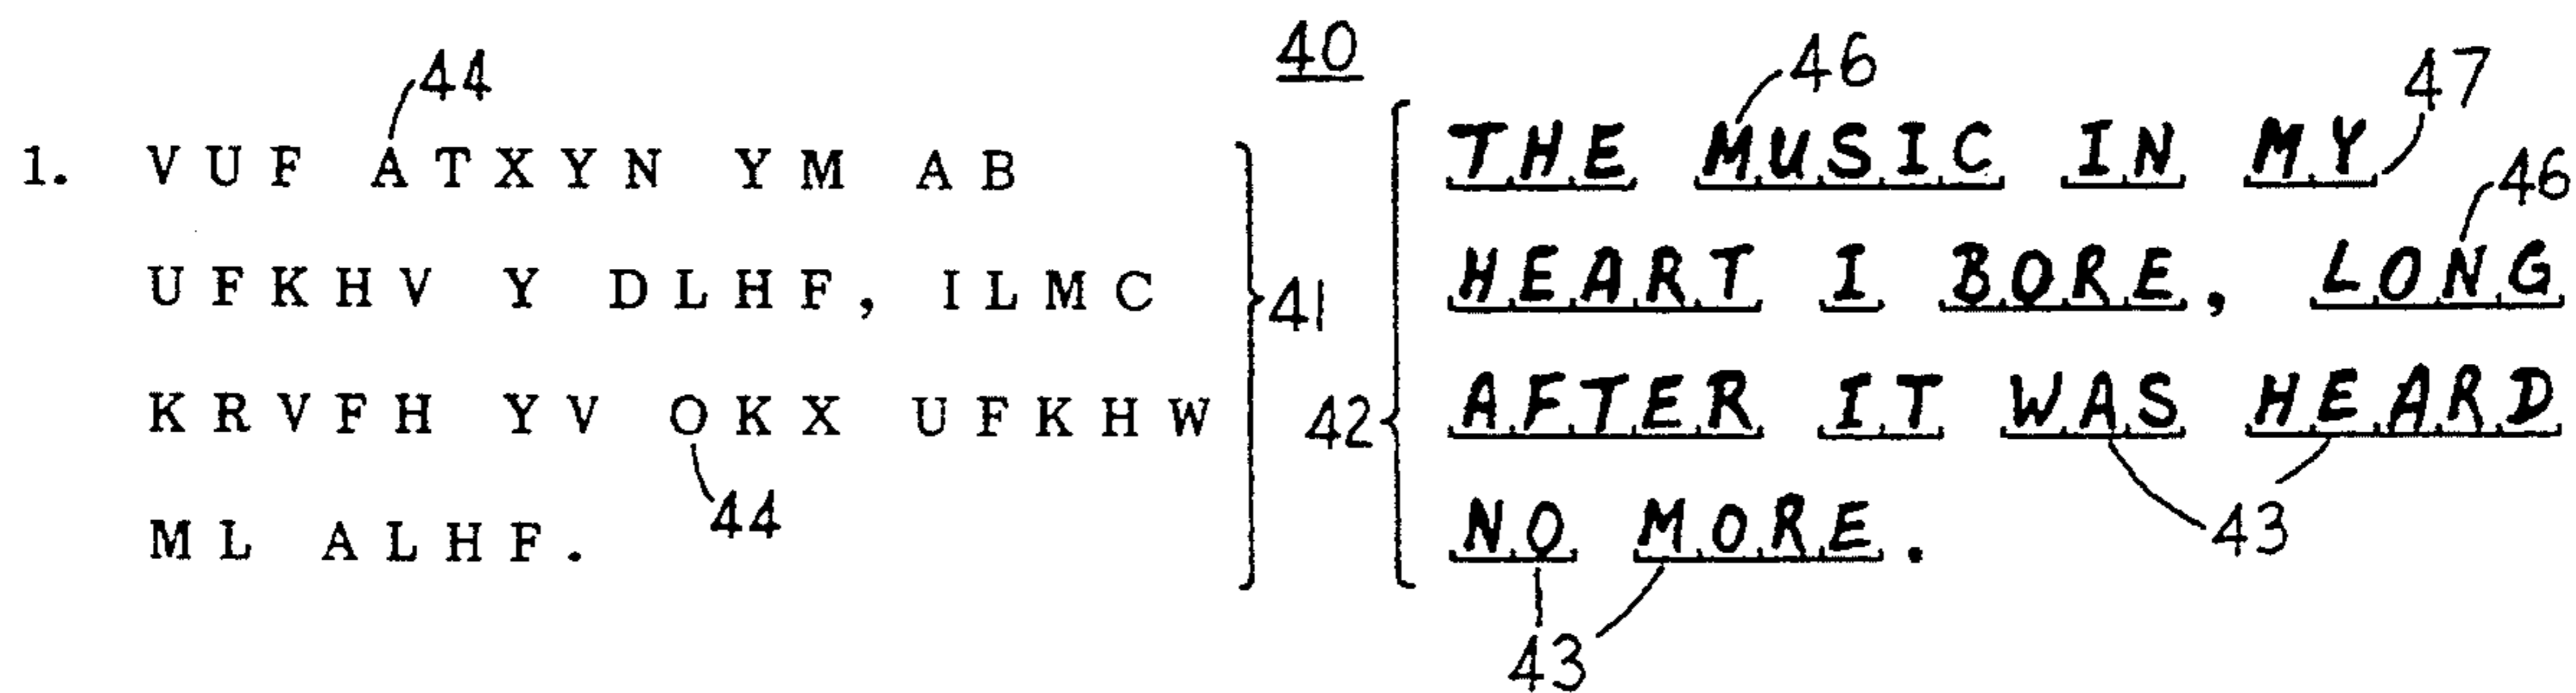 40
44 46 47
1. VUF ATXYN YM AB THE MUSIC IN MY
46
UFKHV Y DLHF, ILMC HEART I BORE, LONG
41
42
KRVFH YV OKX UFKHW AFTER IT WAS HEARD
44 43
ML ALHF. NO MORE.
43